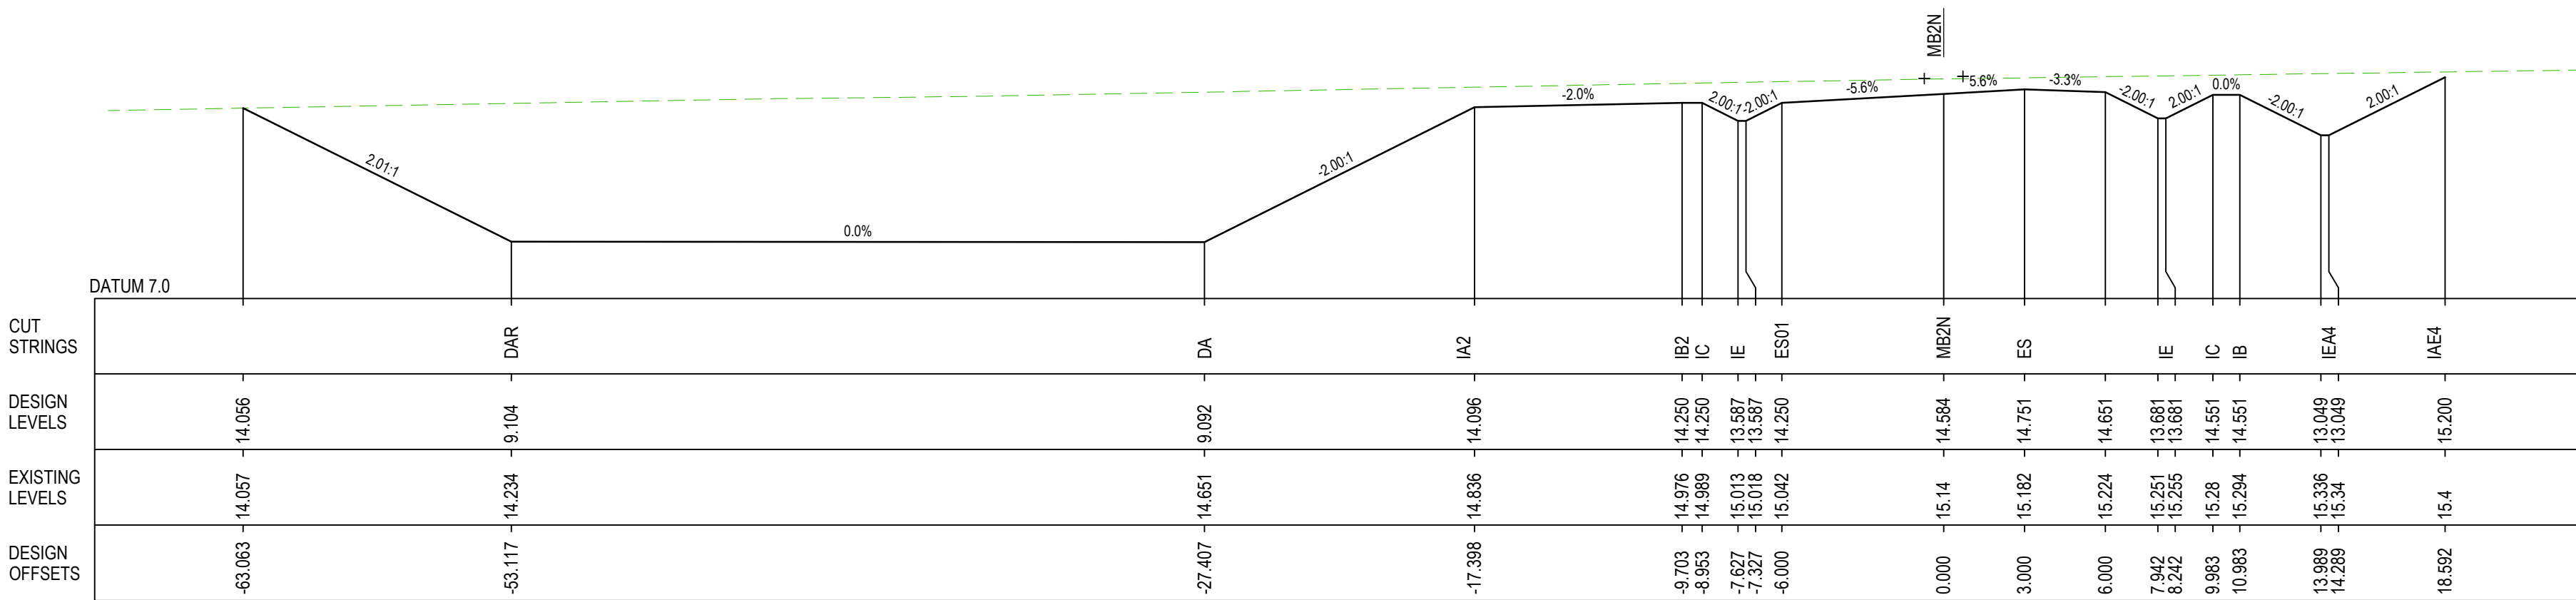 MB2N
-2.0%
2.00:1
-2.00:1
-5.6%
5.6%
-3.3%
-2.00:1
2.00:1
0.0%
-2.00:1
2.00:1
2.01:1
-2.00:1
0.0%
DATUM 7.0
CUT
STRINGS
DAR
DA
IA2
IB2
IC
IE
ES01
MB2N
ES
IE
IC
IB
IEA4
IAE4
DESIGN
LEVELS
14.056
9.104
9.092
14.096
14.250
14.250
13.587
13.587
14.250
14.584
14.751
14.651
13.681
13.681
14.551
14.551
13.049
13.049
15.200
EXISTING
LEVELS
14.057
14.234
14.651
14.836
14.976
14.989
15.013
15.018
15.042
15.14
15.182
15.224
15.251
15.255
15.28
15.294
15.336
15.34
15.4
DESIGN
OFFSETS
-63.063
-53.117
-27.407
-17.398
-9.703
-8.953
-7.627
-7.327
-6.000
0.000
3.000
6.000
7.942
8.242
9.983
10.983
13.989
14.289
18.592